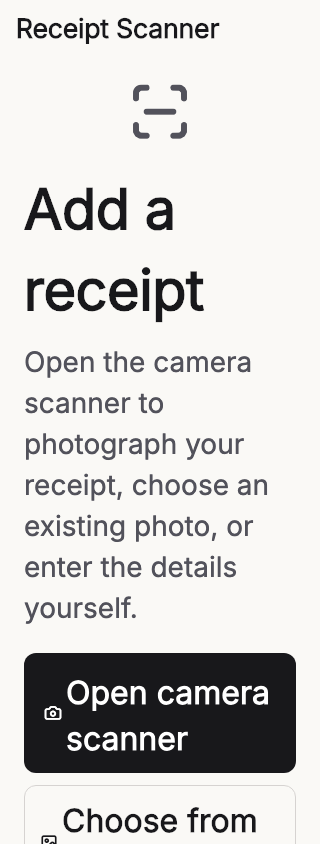 Receipt Scanner
Add a
receipt
Open the camera
scanner to
photograph your
receipt, choose an
existing photo, or
enter the details
yourself.
Open camera
scanner
Choose from